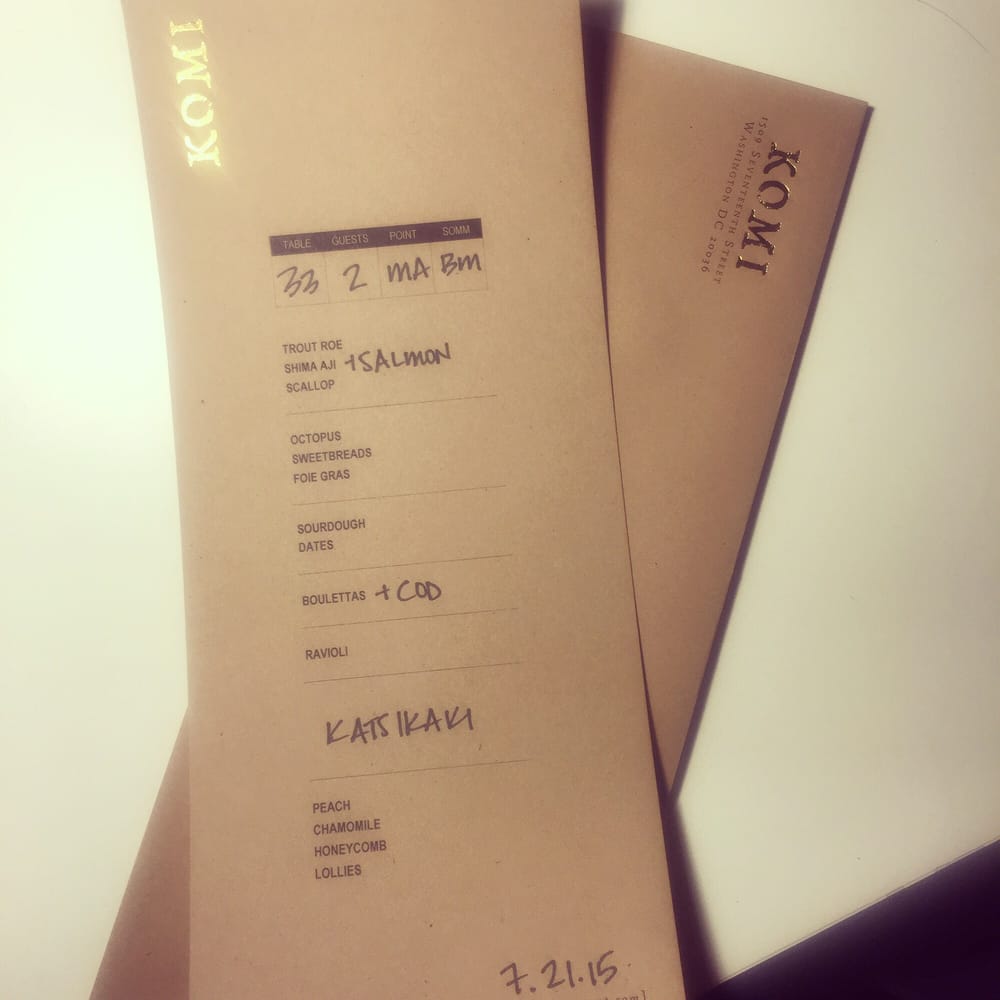 KOMI
TABLE GUESTS POINT SOMM
33 2 MA BM
TROUT ROE
SHIMA AJI + SALMON
SCALLOP
OCTOPUS
SWEETBREADS
FOIE GRAS
SOURDOUGH
DATES
BOULETTAS + COD
RAVIOLI
KATSIKAKI
PEACH
CHAMOMILE
HONEYCOMB
LOLLIES
7.21.15
KOMI
1509 SEVENTEENTH STREET
WASHINGTON DC 20036